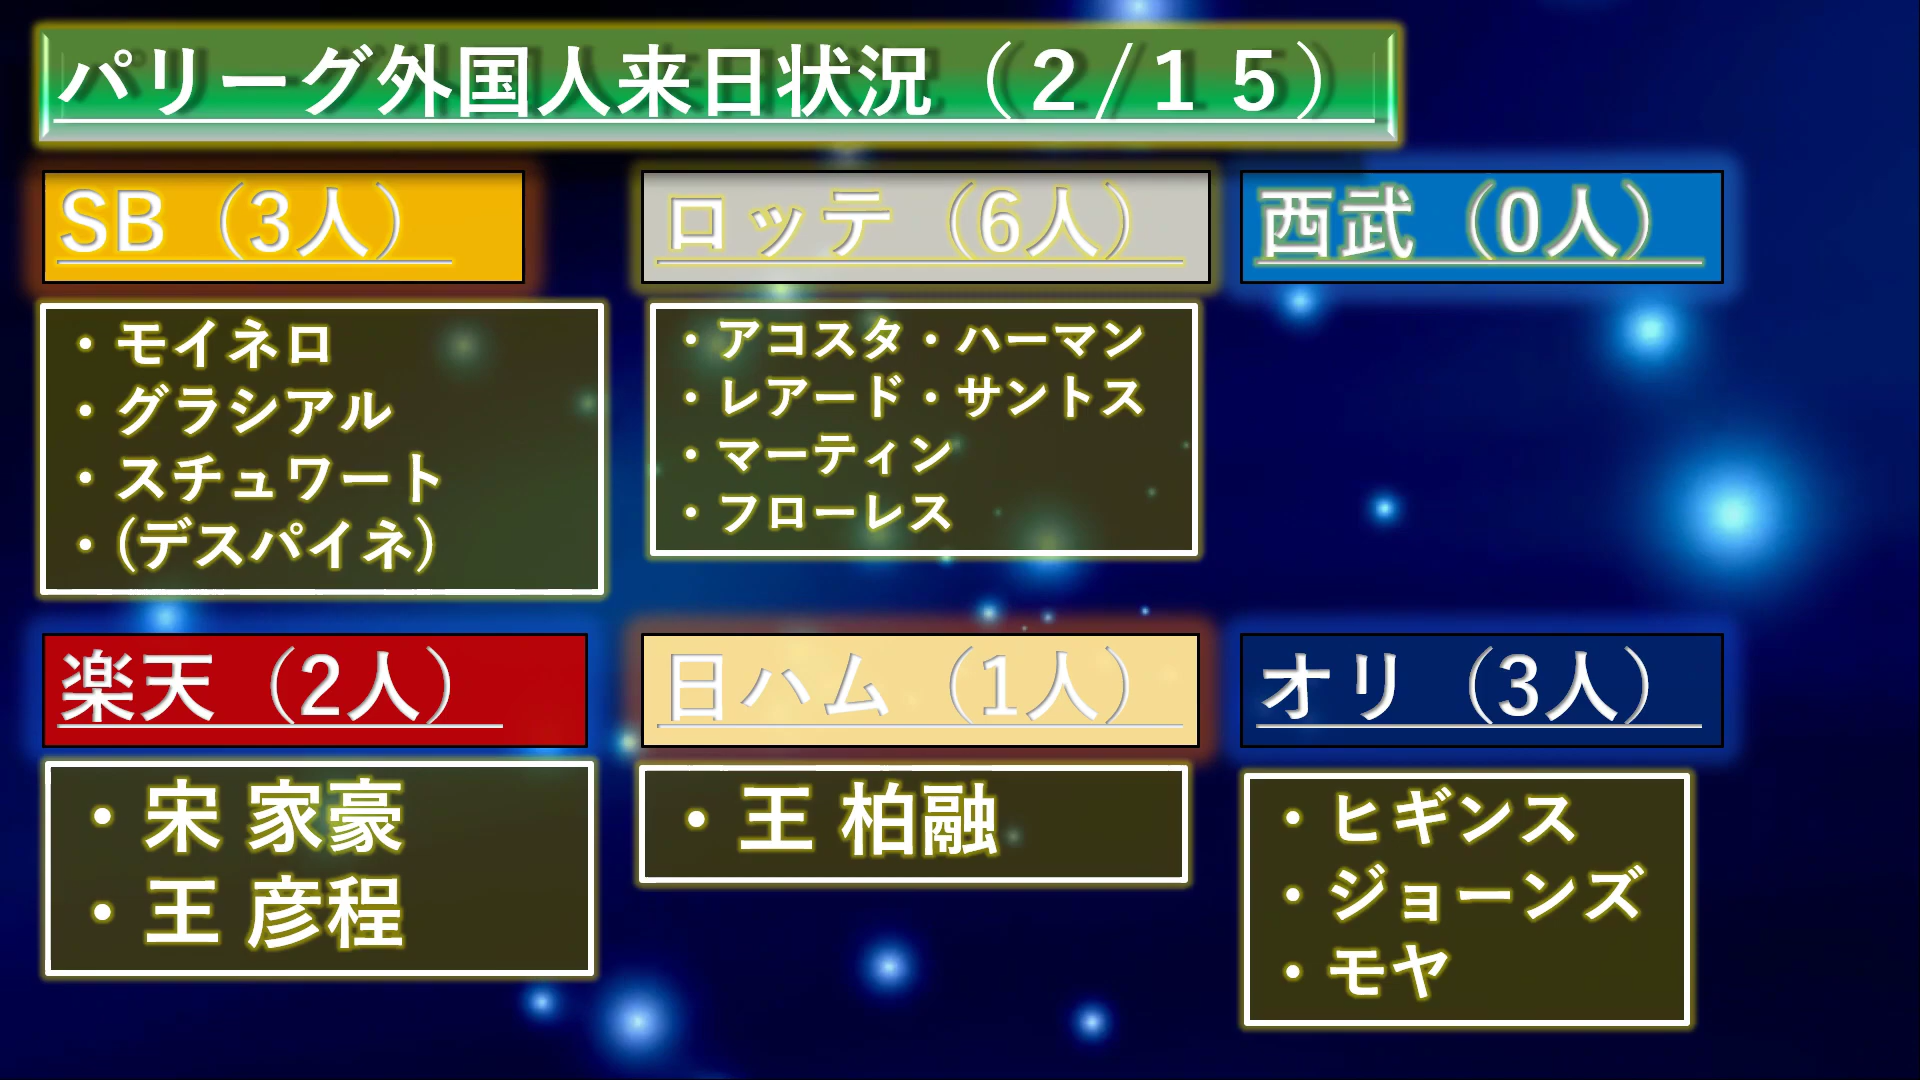 パリーグ外国人来日状況（２/１５）
SB（3人）
・モイネロ
・グラシアル
・スチュワート
・(デスパイネ)
ロッテ（6人）
・アコスタ・ハーマン
・レアード・サントス
・マーティン
・フローレス
西武（0人）
楽天（2人）
・宋 家豪
・王 彦程
日ハム（1人）
・王 柏融
オリ（3人）
・ヒギンス
・ジョーンズ
・モヤ